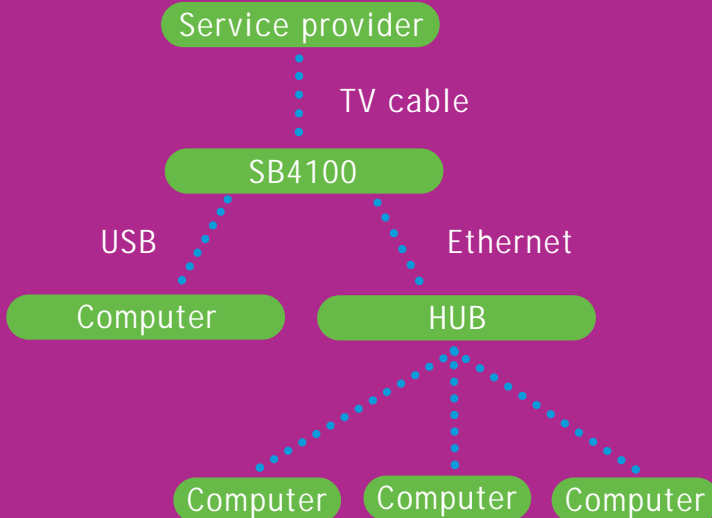 Service provider
TV cable
SB4100
USB
Ethernet
Computer
HUB
Computer
Computer
Computer